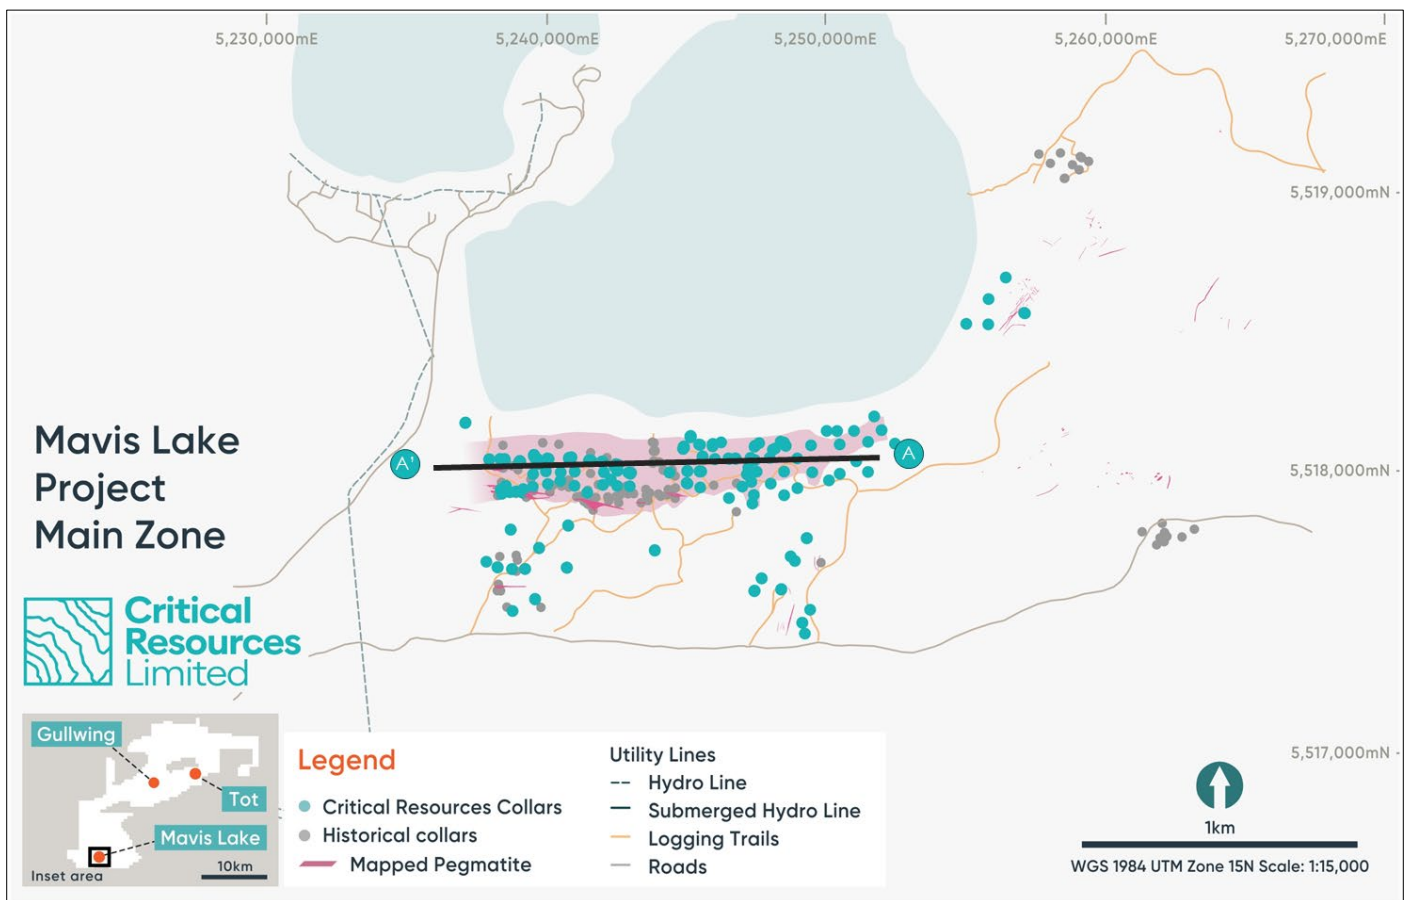 5,230,000mE
5,240,000mE
5,250,000mE
5,260,000mE
5,270,000mE
5,519,000mN
Mavis Lake
Project
Main Zone
A'
A
5,518,000mN
Critical
Resources
Limited
5,517,000mN
Gullwing
Tot
Mavis Lake
Inset area
10km
Legend
Critical Resources Collars
Historical collars
Mapped Pegmatite
Utility Lines
Hydro Line
Submerged Hydro Line
Logging Trails
Roads
1km
WGS 1984 UTM Zone 15N Scale: 1:15,000